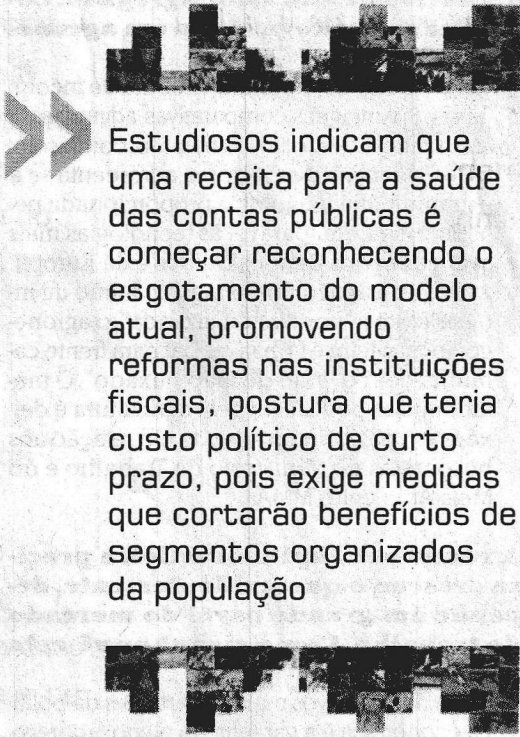 Estudiosos indicam que
uma receita para a saúde
das contas públicas é
começar reconhecendo o
esgotamento do modelo
atual, promovendo
reformas nas instituições
fiscais, postura que teria
custo político de curto
prazo, pois exige medidas
que cortarão benefícios de
segmentos organizados
da população